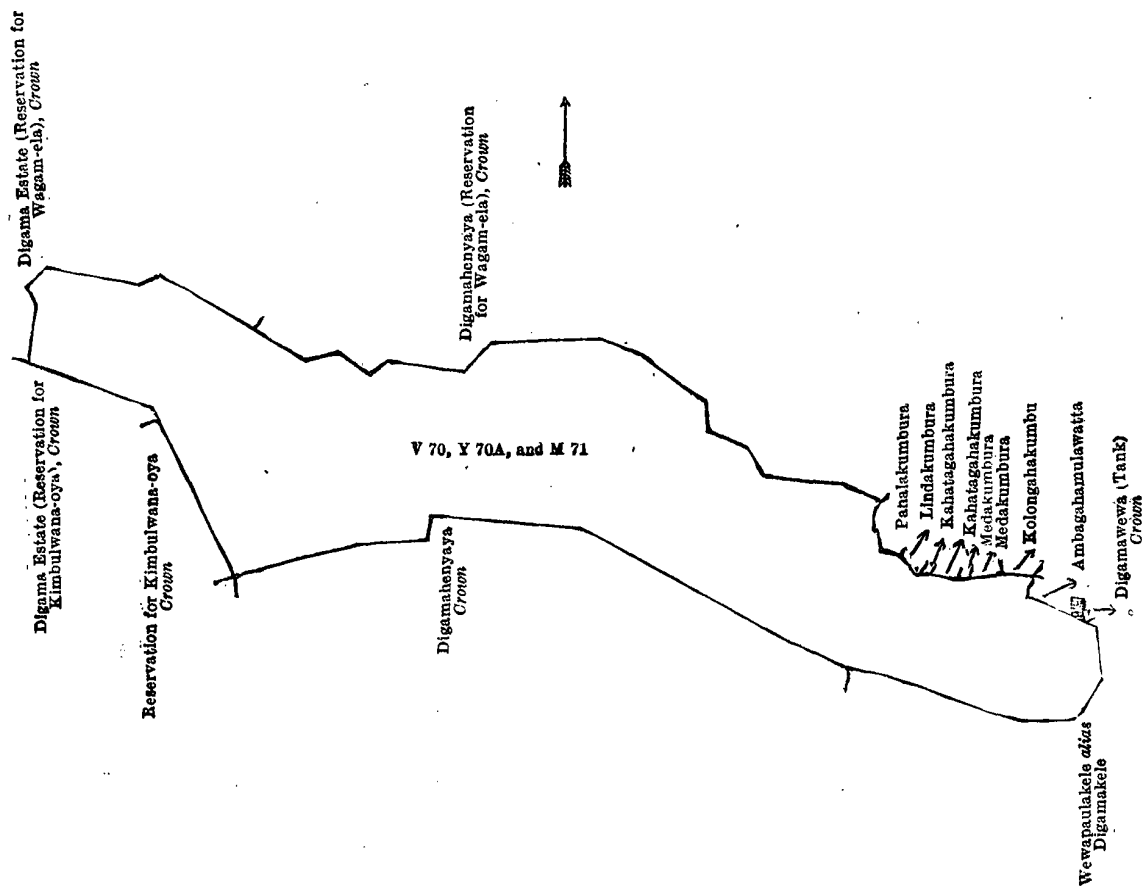 Digama Estate (Reservation for
Wagam-ela), Crown
Digama Estate (Reservation for
Kimbulwana-oya), Crown
Reservation for Kimbulwana-oya
Crown
Digamahenyaya (Reservation
for Wagam-ela), Crown
V 70, Y 70A, and M 71
Digamahenyaya
Crown
Panalakumbura
Lindakumbura
Kahatagahakumbura
Kahatagahakumbura
Medakumbura
Medakumbura
Kolongahakumbu
Ambagahamulawatta
Digamawewa (Tank)
Crown
Wewapaulakele alias
Digamakele